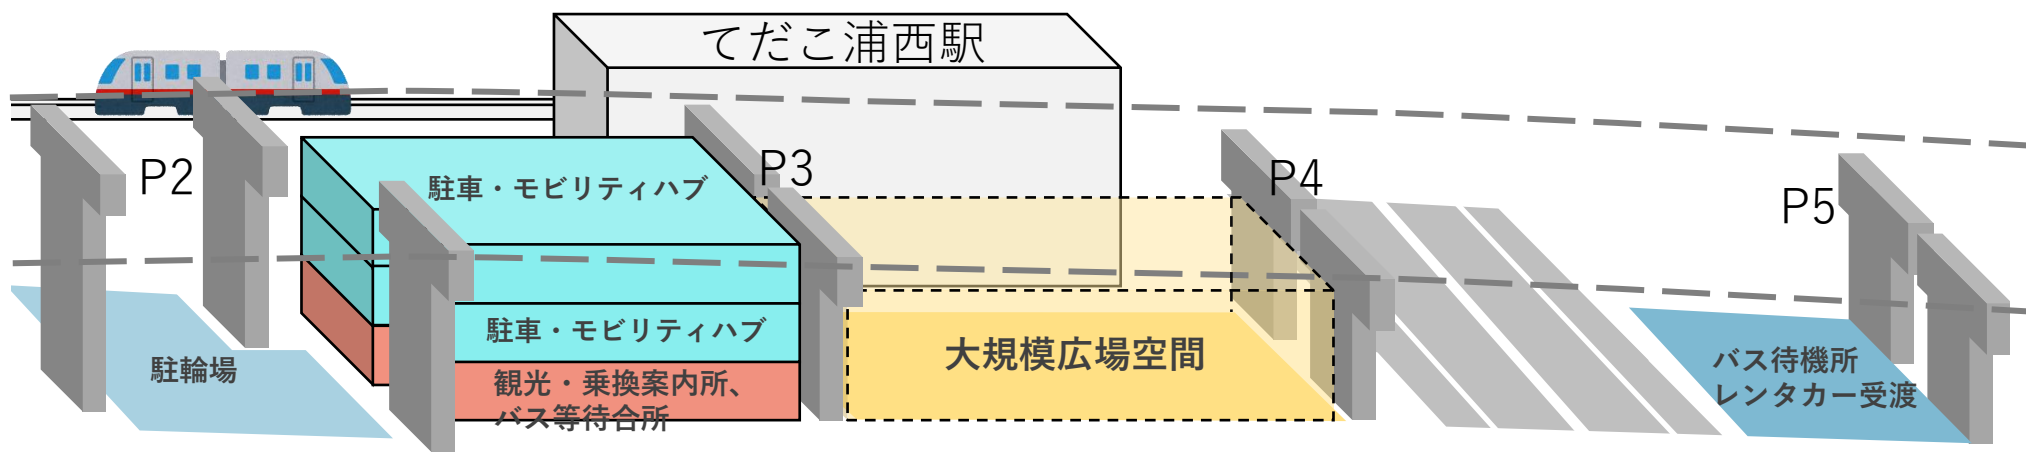 てだこ浦西駅
P2
P3
P4
P5
駐車・モビリティハブ
駐車・モビリティハブ
観光・乗換案内所、
バス等待合所
駐輪場
大規模広場空間
バス待機所
レンタカー受渡